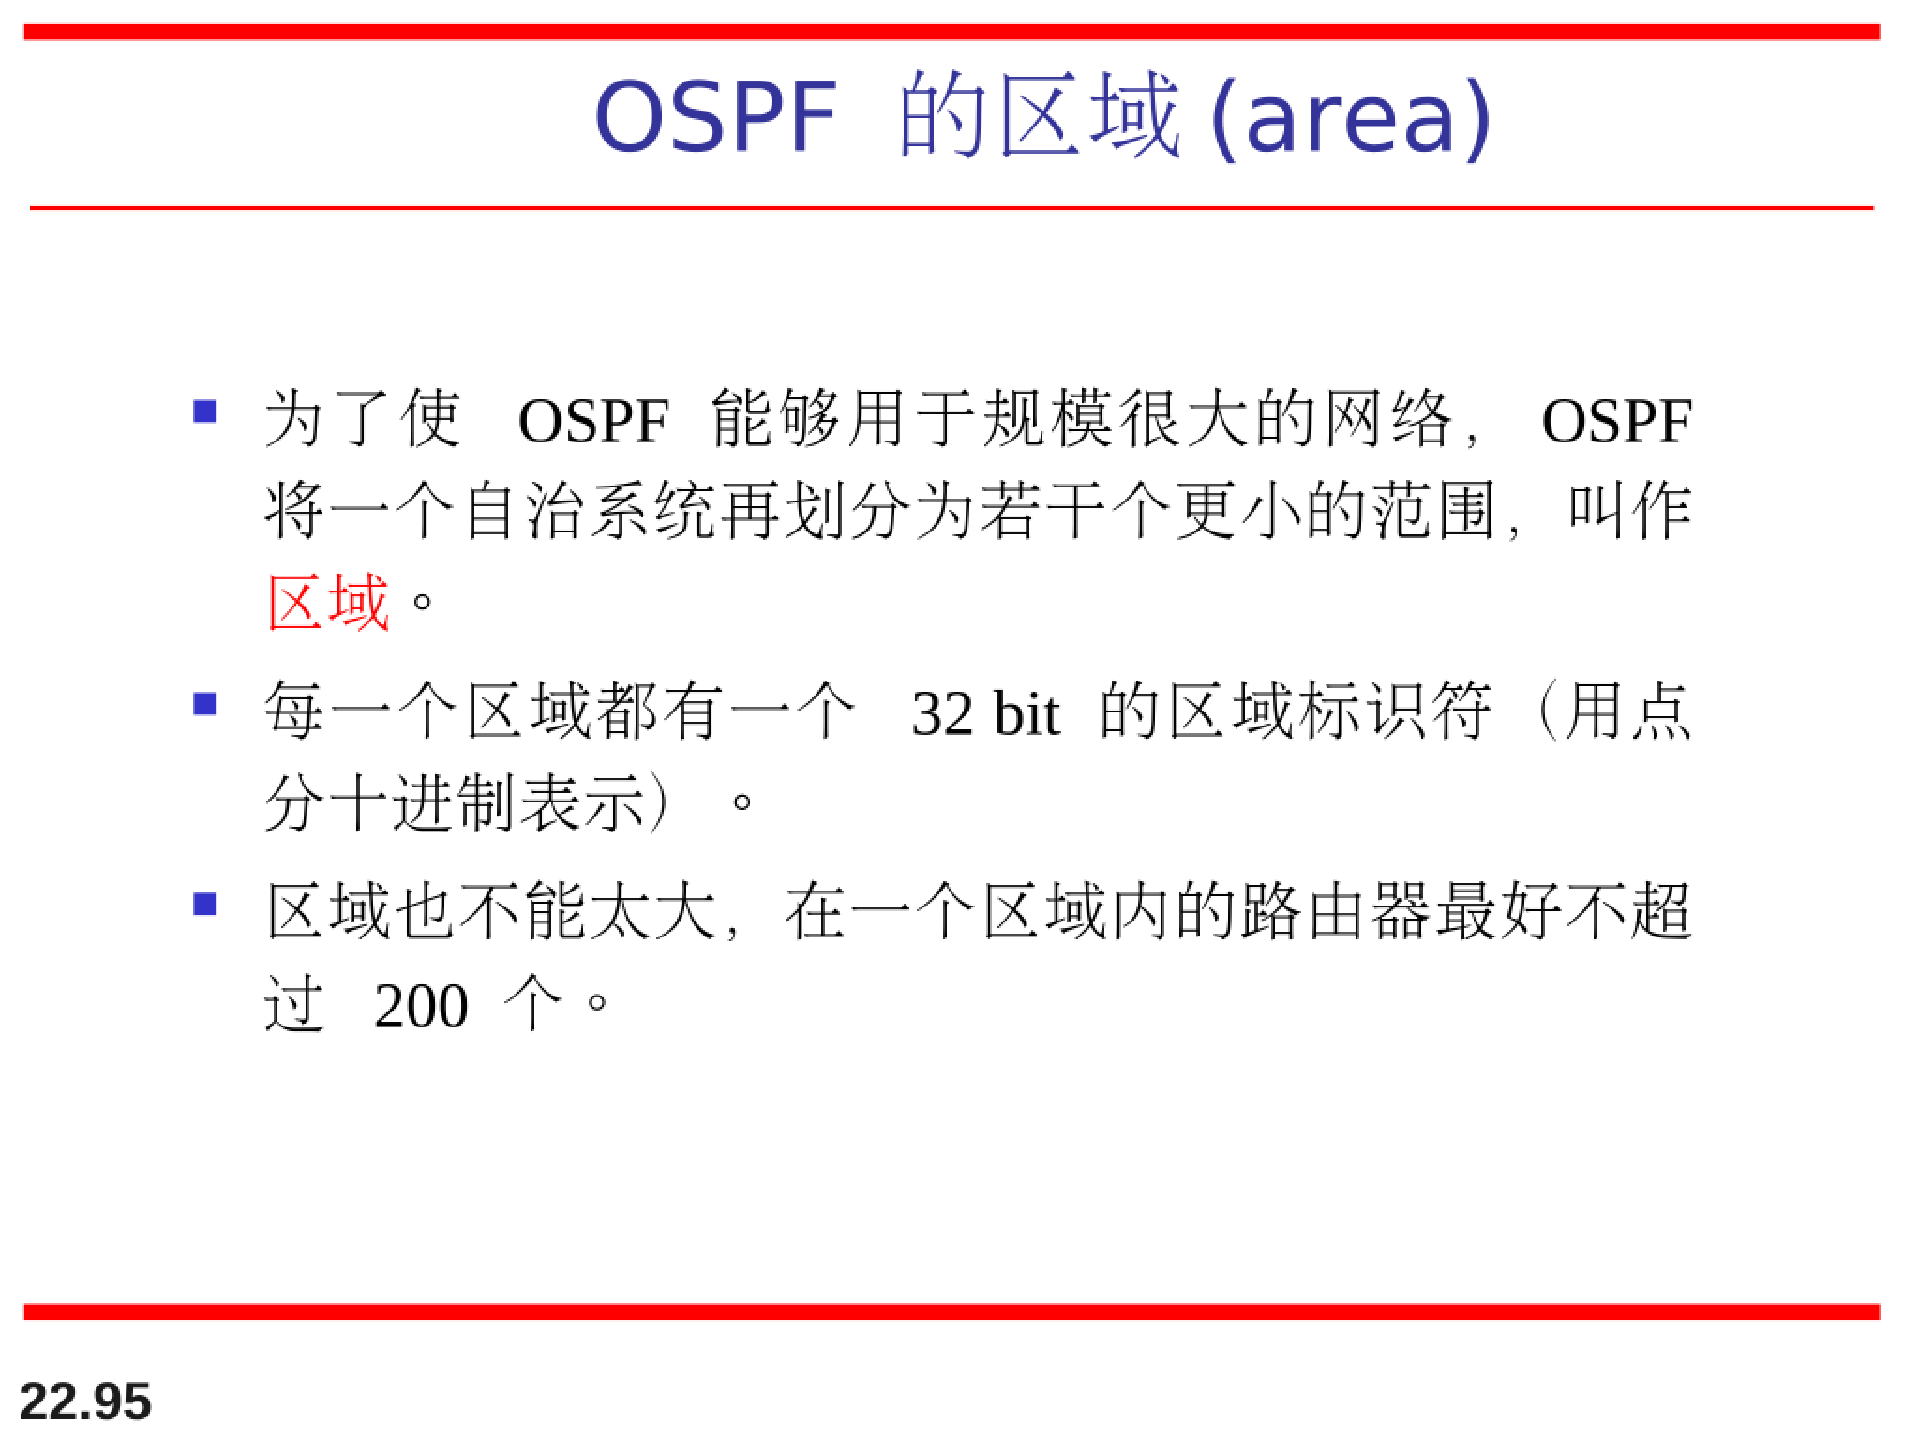 OSPF 的区域(area)
为了使 OSPF 能够用于规模很大的网络，OSPF
将一个自治系统再划分为若干个更小的范围，叫作
区域。
每一个区域都有一个 32 bit 的区域标识符（用点
分十进制表示）。
区域也不能太大，在一个区域内的路由器最好不超
过 200 个。
22.95